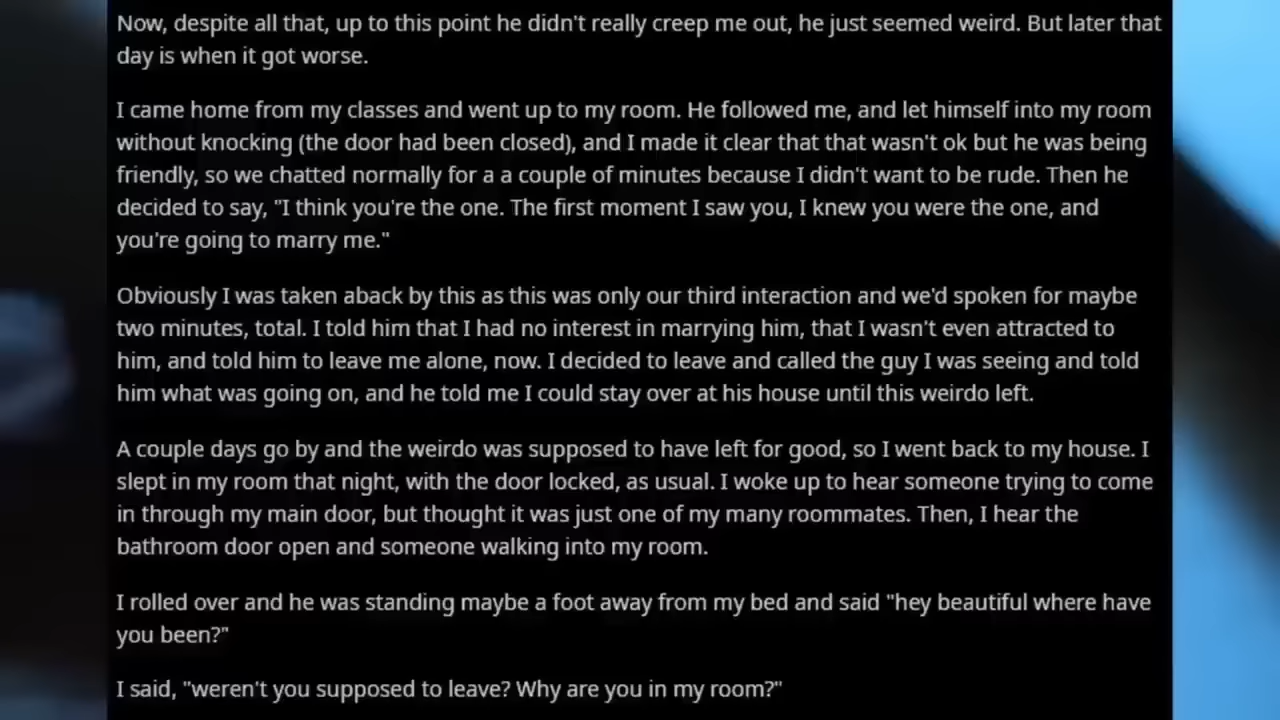 Now, despite all that, up to this point he didn't really creep me out, he just seemed weird. But later that
day is when it got worse.
I came home from my classes and went up to my room. He followed me, and let himself into my room
without knocking (the door had been closed), and I made it clear that that wasn't ok but he was being
friendly, so we chatted normally for a a couple of minutes because I didn't want to be rude. Then he
decided to say, "I think you're the one. The first moment I saw you, I knew you were the one, and
you're going to marry me."
Obviously I was taken aback by this as this was only our third interaction and we'd spoken for maybe
two minutes, total. I told him that I had no interest in marrying him, that I wasn't even attracted to
him, and told him to leave me alone, now. I decided to leave and called the guy I was seeing and told
him what was going on, and he told me I could stay over at his house until this weirdo left.
A couple days go by and the weirdo was supposed to have left for good, so I went back to my house. I
slept in my room that night, with the door locked, as usual. I woke up to hear someone trying to come
in through my main door, but thought it was just one of my many roommates. Then, I hear the
bathroom door open and someone walking into my room.
I rolled over and he was standing maybe a foot away from my bed and said "hey beautiful where have
you been?"
I said, "weren't you supposed to leave? Why are you in my room?"